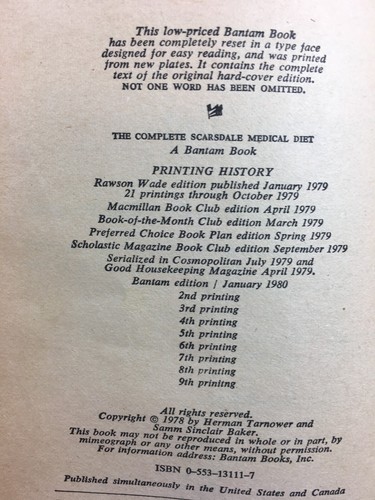 This low-priced Bantam Book
has been completely reset in a type face
designed for easy reading, and was printed
from new plates. It contains the complete
text of the original hard-cover edition.
NOT ONE WORD HAS BEEN OMITTED.
THE COMPLETE SCARSDALE MEDICAL DIET
A Bantam Book
PRINTING HISTORY
Rawson Wade edition published January 1979
21 printings through October 1979
Macmillan Book Club edition April 1979
Book-of-the-Month Club edition March 1979
Preferred Choice Book Plan edition Spring 1979
Scholastic Magazine Book Club edition September 1979
Serialized in Cosmopolitan July 1979 and
Good Housekeeping Magazine April 1979.
Bantam edition / January 1980
2nd printing
3rd printing
4th printing
5th printing
6th printing
7th printing
8th printing
9th printing
All rights reserved.
Copyright © 1978 by Herman Tarnower and
Samm Sinclair Baker.
This book may not be reproduced in whole or in part, by
mimeograph or any other means, without permission.
For information address: Bantam Books, Inc.
ISBN 0-553-13111-7
Published simultaneously in the United States and Canada